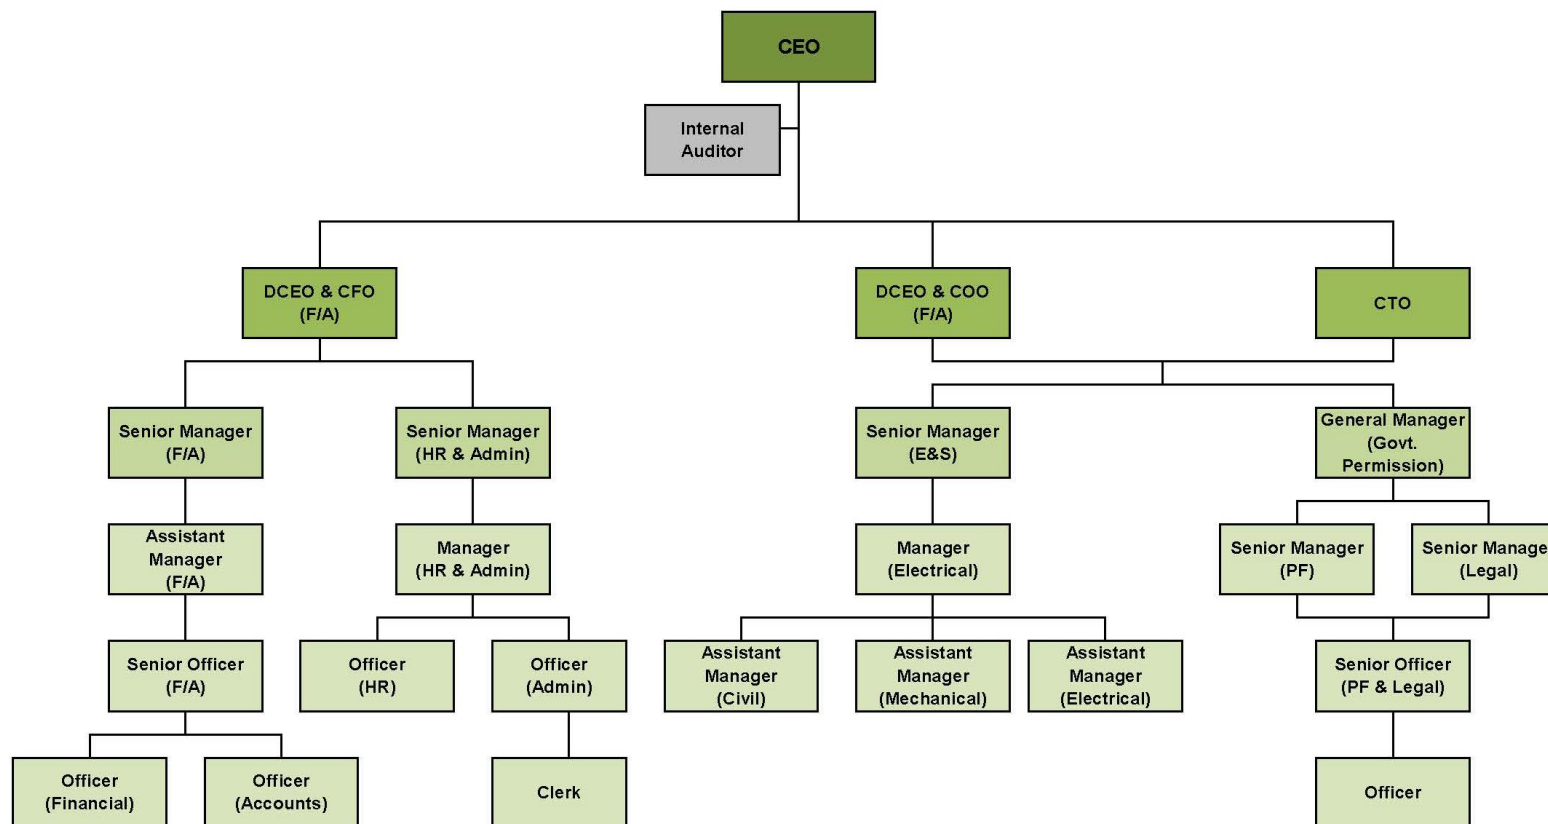 CEO
Internal
Auditor
DCEO & CFO
(F/A)
DCEO & COO
(F/A)
CTO
Senior Manager
(F/A)
Senior Manager
(HR & Admin)
Senior Manager
(E&S)
General Manager
(Govt.
Permission)
Assistant
Manager
(F/A)
Manager
(HR & Admin)
Manager
(Electrical)
Senior Manager
(PF)
Senior Manage
(Legal)
Senior Officer
(F/A)
Officer
(HR)
Officer
(Admin)
Assistant
Manager
(Civil)
Assistant
Manager
(Mechanical)
Assistant
Manager
(Electrical)
Senior Officer
(PF & Legal)
Officer
(Financial)
Officer
(Accounts)
Clerk
Officer